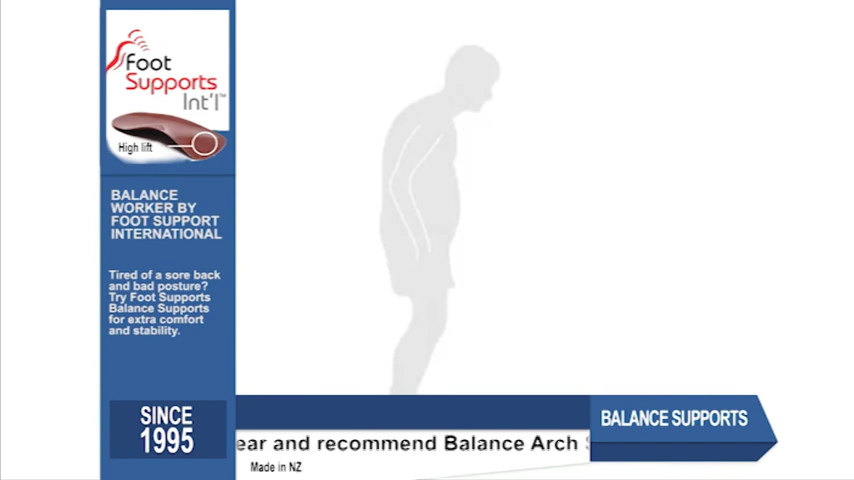 Foot
Supports
Int'l™
High lift
BALANCE
WORKER BY
FOOT SUPPORT
INTERNATIONAL
Tired of a sore back
and bad posture?
Try Foot Supports
Balance Supports
for extra comfort
and stability.
SINCE
1995
BALANCE SUPPORTS
ear and recommend Balance Arch
Made in NZ